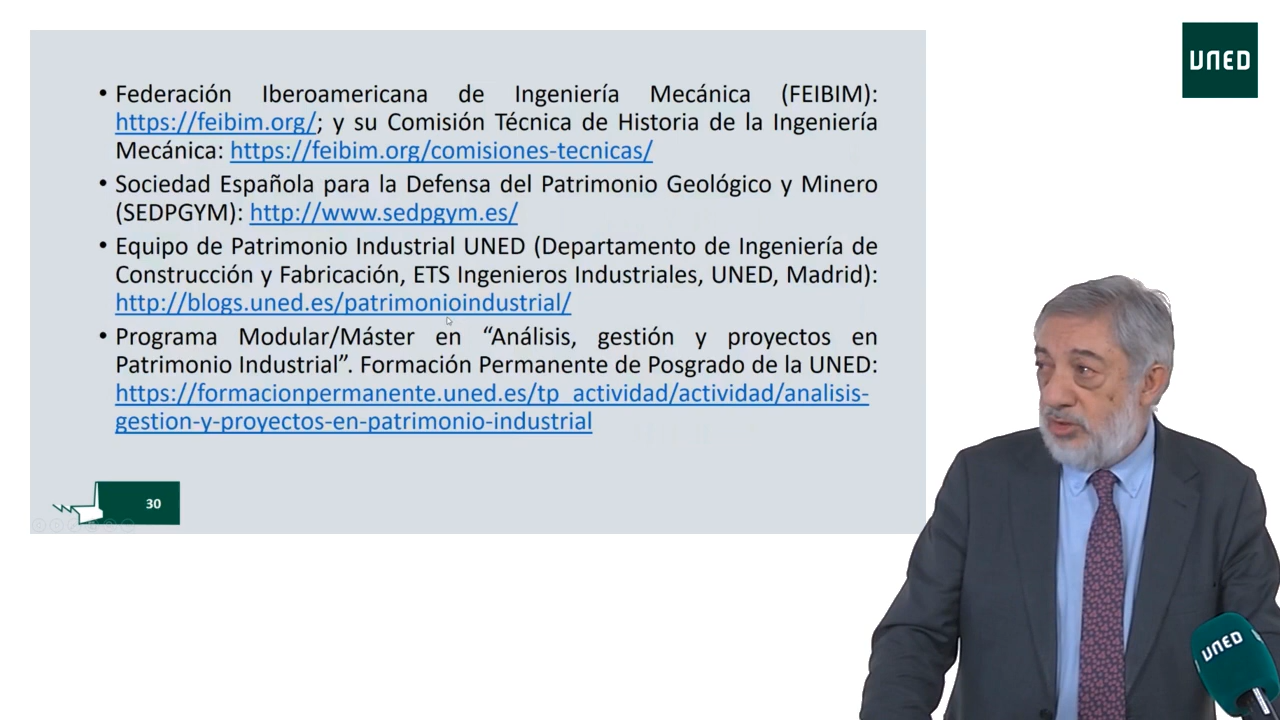 UNED
• Federación Iberoamericana de Ingeniería Mecánica (FEIBIM):
https://feibim.org/; y su Comisión Técnica de Historia de la Ingeniería
Mecánica: https://feibim.org/comisiones-tecnicas/
• Sociedad Española para la Defensa del Patrimonio Geológico y Minero
(SEDPGYM): http://www.sedpgym.es/
• Equipo de Patrimonio Industrial UNED (Departamento de Ingeniería de
Construcción y Fabricación, ETS Ingenieros Industriales, UNED, Madrid):
http://blogs.uned.es/patrimonioindustrial/
• Programa Modular/Máster en “Análisis, gestión y proyectos en
Patrimonio Industrial”. Formación Permanente de Posgrado de la UNED:
https://formacionpermanente.uned.es/tp_actividad/actividad/analisis-
gestion-y-proyectos-en-patrimonio-industrial
30
UNED